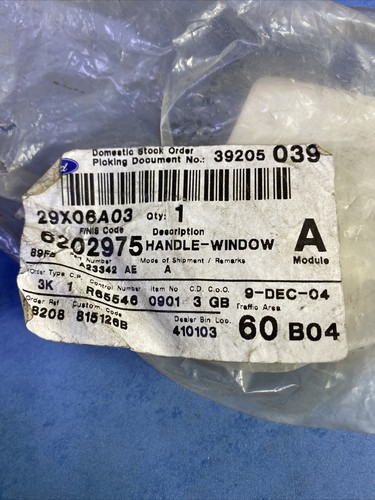 Domestic Stock Order
Picking Document No.: 39205 039
29X06A03 Qty: 1
FINIS Code Description
6202975 HANDLE-WINDOW A
Part Number Mode of Shipment / Remarks Module
A23342 AE A
Order Type C.P. Control Number Item No C.D. C.o.O. 9-DEC-04
3K 1 R65546 0901 3 GB Traffic Area
Order Ref Custom. Code Dealer Bin Loc. 60 B04
8208 815126B 410103